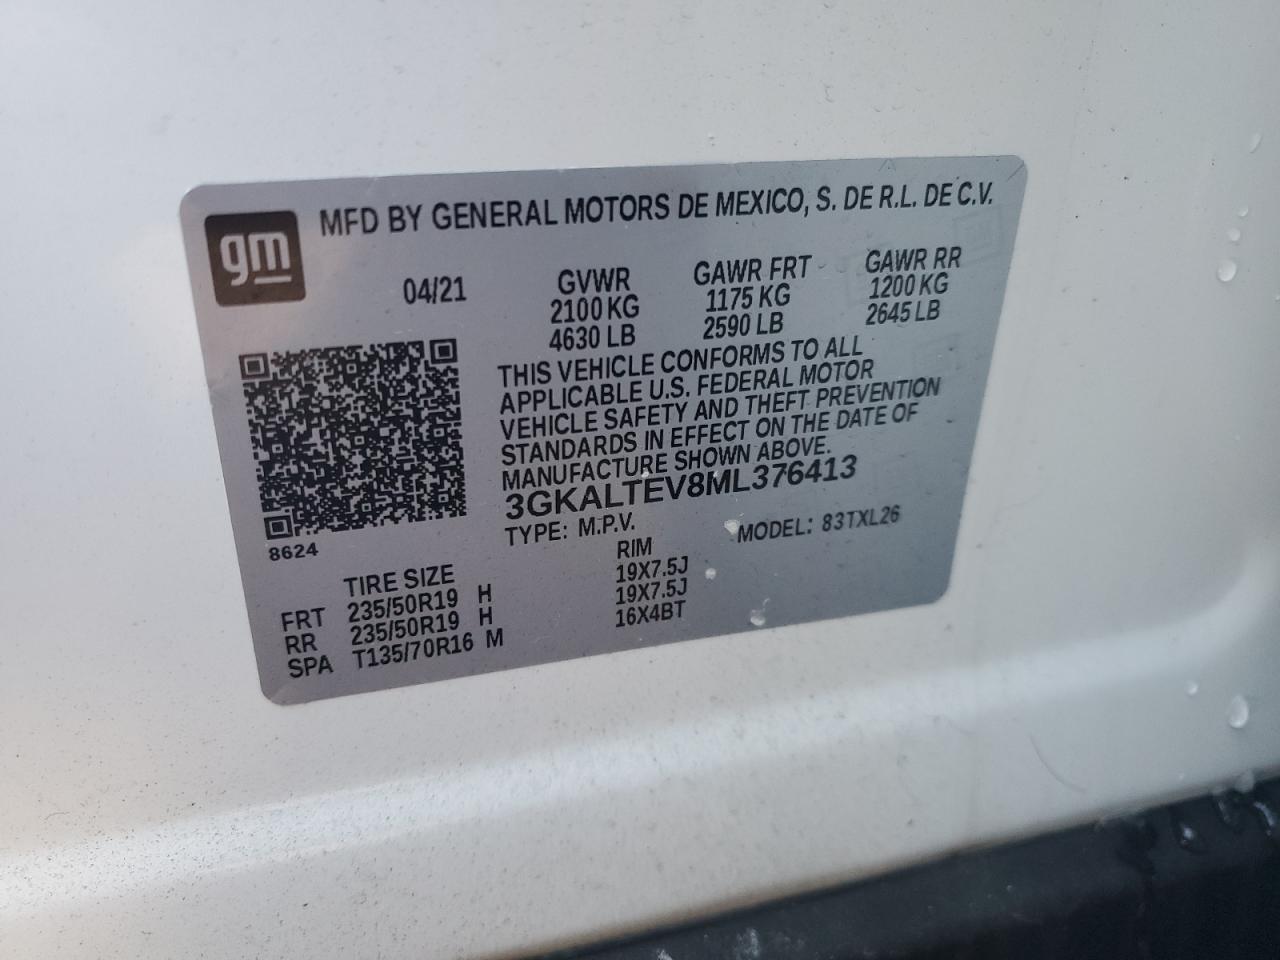 gm
MFD BY GENERAL MOTORS DE MEXICO, S. DE R.L. DE C.V.
04/21 GVWR GAWR FRT GAWR RR
2100 KG 1175 KG 1200 KG
4630 LB 2590 LB 2645 LB
THIS VEHICLE CONFORMS TO ALL
APPLICABLE U.S. FEDERAL MOTOR
VEHICLE SAFETY AND THEFT PREVENTION
STANDARDS IN EFFECT ON THE DATE OF
MANUFACTURE SHOWN ABOVE.
3GKALTEV8ML376413
TYPE: M.P.V. MODEL: 83TXL26
8624
TIRE SIZE RIM
FRT 235/50R19 H 19X7.5J
RR 235/50R19 H 19X7.5J
SPA T135/70R16 M 16X4BT